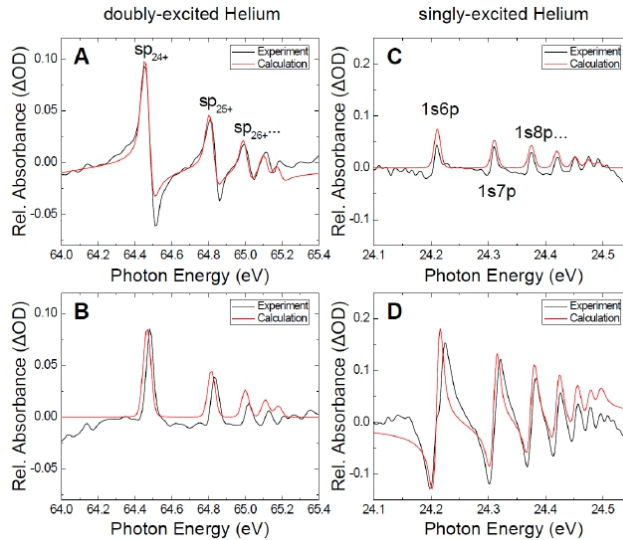 doubly-excited Helium
singly-excited Helium
A
sp24+
sp25+
sp26+...
Experiment
Calculation
Rel. Absorbance (ΔOD)
0.10
0.05
0.00
-0.05
64.0 64.2 64.4 64.6 64.8 65.0 65.2 65.4
Photon Energy (eV)
C
1s6p
1s7p
1s8p...
Experiment
Calculation
Rel. Absorbance (ΔOD)
0.2
0.1
0.0
-0.1
24.1 24.2 24.3 24.4 24.5
Photon Energy (eV)
B
Experiment
Calculation
Rel. Absorbance (ΔOD)
0.10
0.05
0.00
-0.05
64.0 64.2 64.4 64.6 64.8 65.0 65.2 65.4
Photon Energy (eV)
D
Experiment
Calculation
Rel. Absorbance (ΔOD)
0.2
0.1
0.0
-0.1
24.1 24.2 24.3 24.4 24.5
Photon Energy (eV)